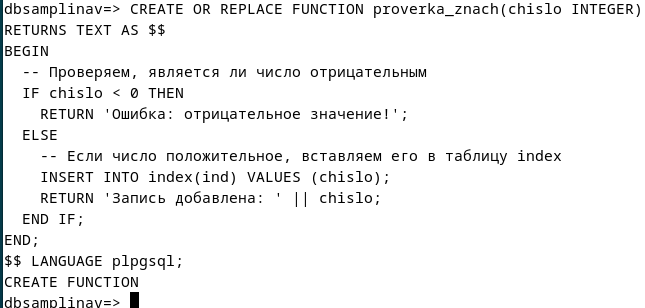 dbsamplinav=> CREATE OR REPLACE FUNCTION proverka_znach(chislo INTEGER)
RETURNS TEXT AS $$
BEGIN
  -- Проверяем, является ли число отрицательным
  IF chislo < 0 THEN
    RETURN 'Ошибка: отрицательное значение!';
  ELSE
    -- Если число положительное, вставляем его в таблицу index
    INSERT INTO index(ind) VALUES (chislo);
    RETURN 'Запись добавлена: ' || chislo;
  END IF;
END;
$$ LANGUAGE plpgsql;
CREATE FUNCTION
dbsamplinav=>